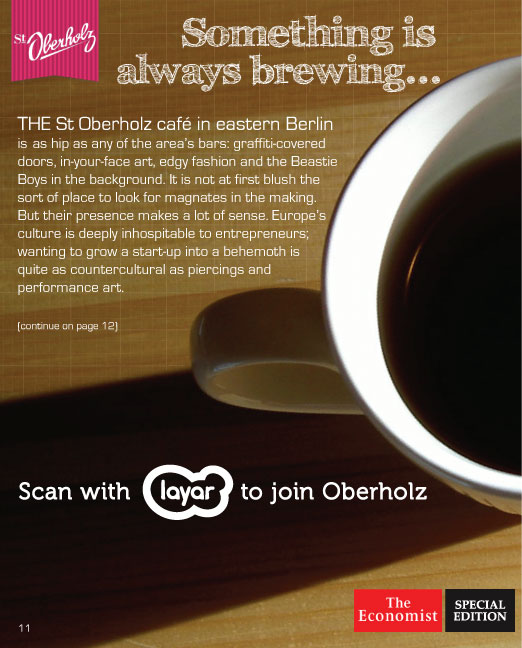 St Oberholz
Something is
always brewing...
THE St Oberholz café in eastern Berlin
is as hip as any of the area's bars: graffiti-covered
doors, in-your-face art, edgy fashion and the Beastie
Boys in the background. It is not at first blush the
sort of place to look for magnates in the making.
But their presence makes a lot of sense. Europe's
culture is deeply inhospitable to entrepreneurs;
wanting to grow a start-up into a behemoth is
quite as countercultural as piercings and
performance art.
(continue on page 12)
Scan with layar to join Oberholz
The
Economist
SPECIAL
EDITION
11